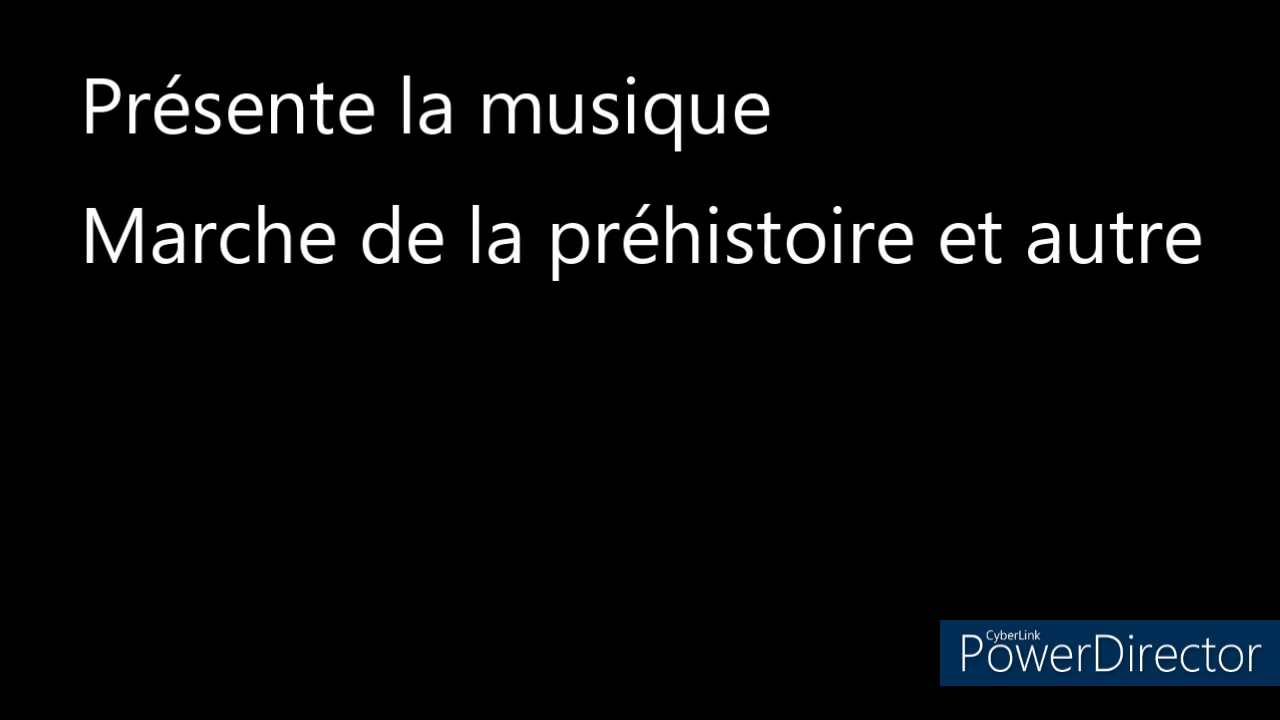 Présente la musique
Marche de la préhistoire et autre
CyberLink
PowerDirector